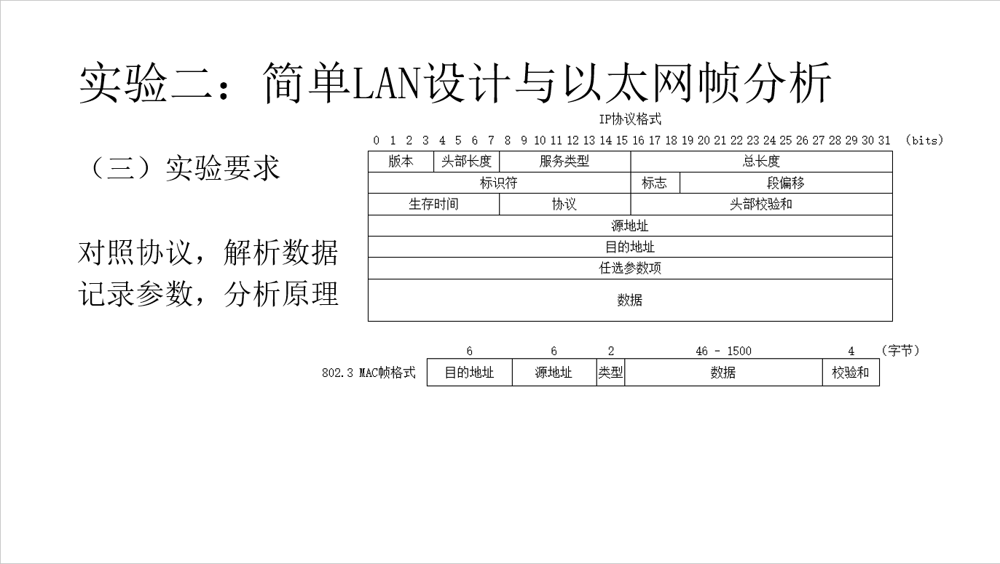 实验二：简单LAN设计与以太网帧分析
IP协议格式
0 1 2 3 4 5 6 7 8 9 10 11 12 13 14 15 16 17 18 19 20 21 22 23 24 25 26 27 28 29 30 31 （bits）
（三）实验要求
版本 头部长度 服务类型 总长度
标识符 标志 段偏移
生存时间 协议 头部校验和
源地址
目的地址
任选参数项
数据
对照协议，解析数据
记录参数，分析原理
6 6 2 46 - 1500 4 （字节）
802.3 MAC帧格式 目的地址 源地址 类型 数据 校验和